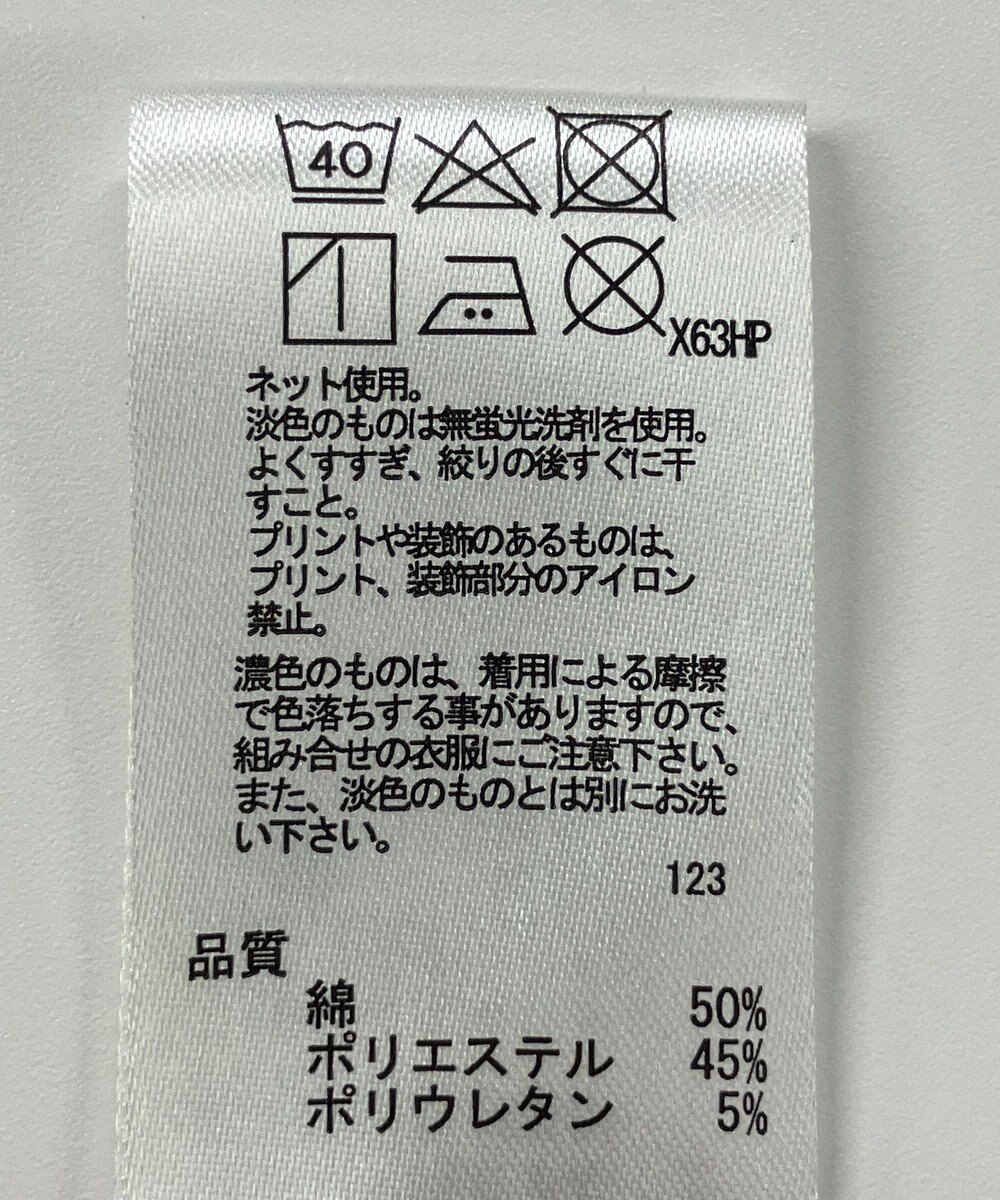 40
X63HP
ネット使用。
淡色のものは無蛍光洗剤を使用。
よくすすぎ、絞りの後すぐに干
すこと。
プリントや装飾のあるものは、
プリント、装飾部分のアイロン
禁止。
濃色のものは、着用による摩擦
で色落ちする事がありますので、
組み合せの衣服にご注意下さい。
また、淡色のものとは別にお洗
い下さい。
123
品質
綿 50%
ポリエステル 45%
ポリウレタン 5%